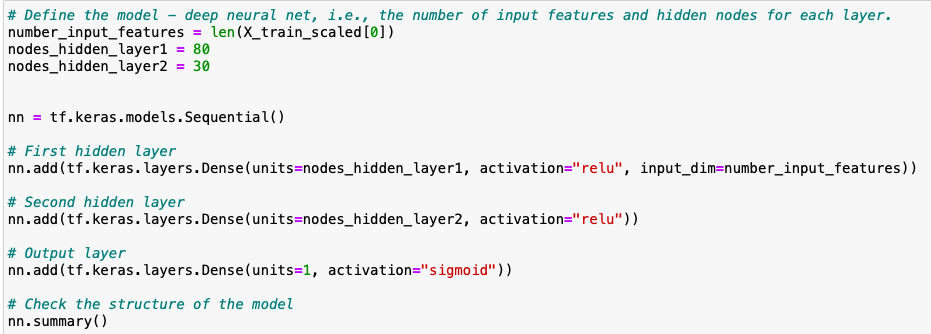 # Define the model – deep neural net, i.e., the number of input features and hidden nodes for each layer.
number_input_features = len(X_train_scaled[0])
nodes_hidden_layer1 = 80
nodes_hidden_layer2 = 30
nn = tf.keras.models.Sequential()
# First hidden layer
nn.add(tf.keras.layers.Dense(units=nodes_hidden_layer1, activation="relu", input_dim=number_input_features))
# Second hidden layer
nn.add(tf.keras.layers.Dense(units=nodes_hidden_layer2, activation="relu"))
# Output layer
nn.add(tf.keras.layers.Dense(units=1, activation="sigmoid"))
# Check the structure of the model
nn.summary()